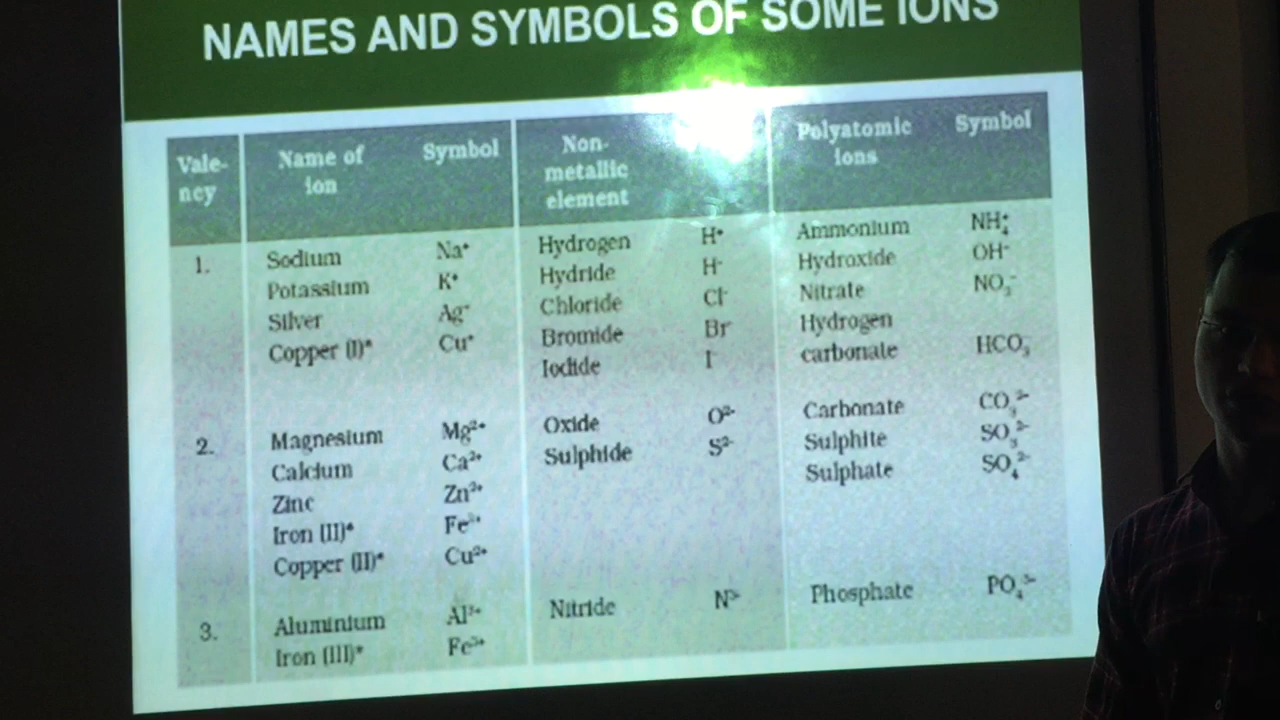 NAMES AND SYMBOLS OF SOME IONS
Vale-
ncy
Name of
ion
Symbol
Non-
metallic
element
Polyatomic
ions
Symbol
1. Sodium Na⁺ Hydrogen H⁺ Ammonium NH₄⁺
Potassium K⁺ Hydride H⁻ Hydroxide OH⁻
Silver Ag⁺ Chloride Cl⁻ Nitrate NO₃⁻
Copper (I)* Cu⁺ Bromide Br⁻ Hydrogen
Iodide I⁻ carbonate HCO₃
2. Magnesium Mg²⁺ Oxide O²⁻ Carbonate CO₃²⁻
Calcium Ca²⁺ Sulphide S²⁻ Sulphite SO₃²⁻
Zinc Zn²⁺ Sulphate SO₄²⁻
Iron (II)* Fe²⁺
Copper (II)* Cu²⁺
3. Aluminium Al³⁺ Nitride N³⁻ Phosphate PO₄³⁻
Iron (III)* Fe³⁺